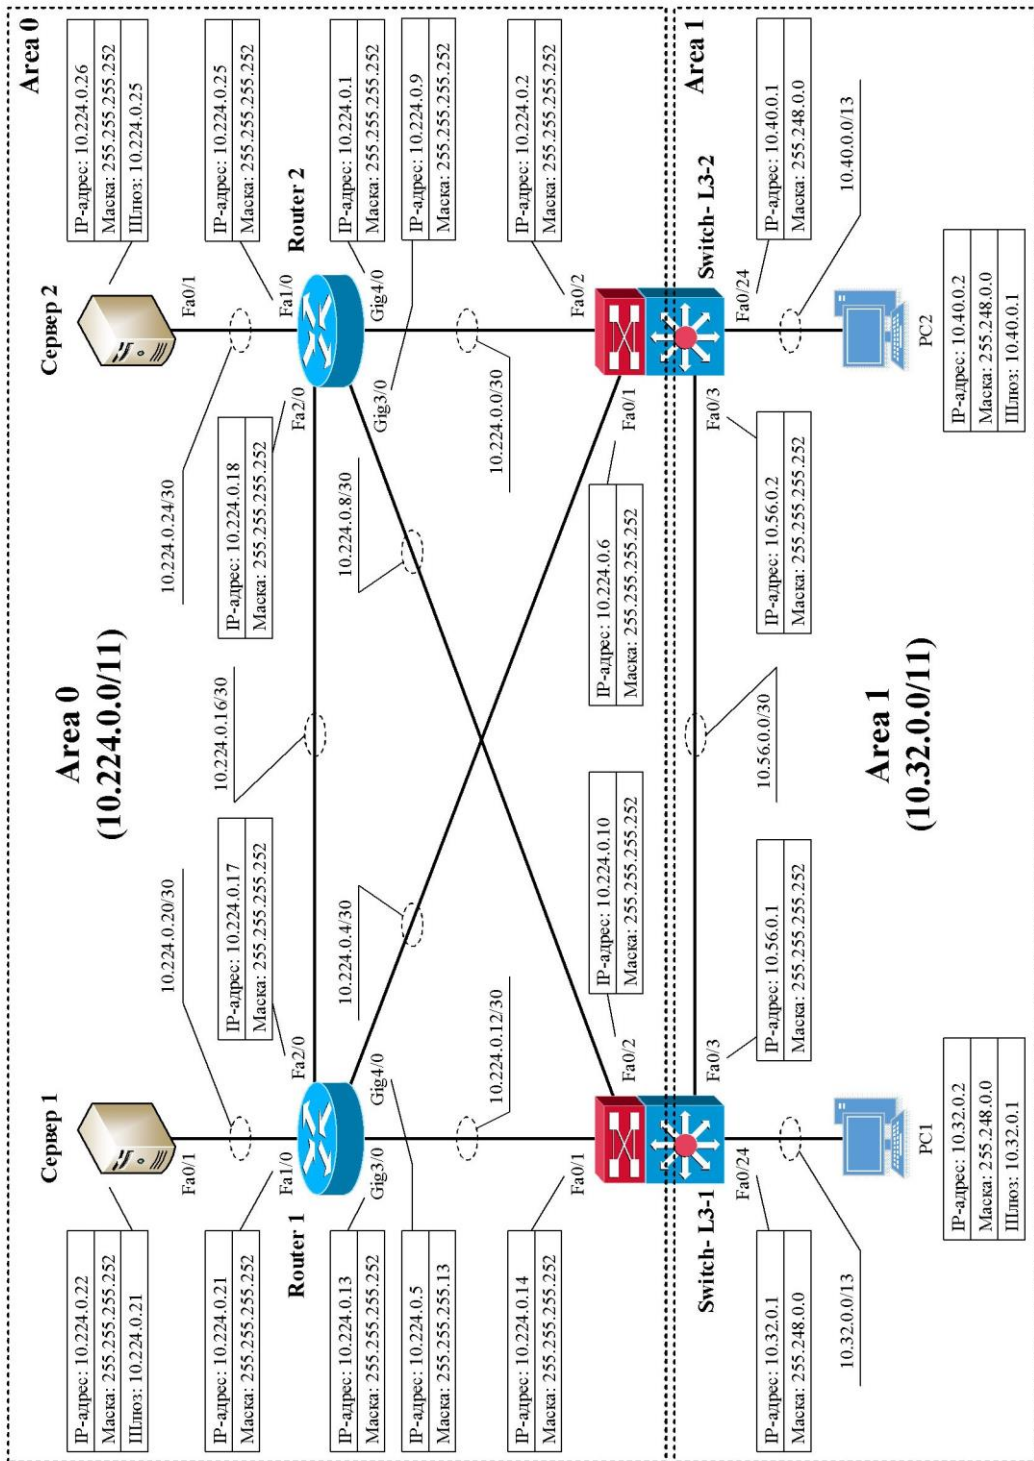 Area 0
Area 0
(10.224.0.0/11)
Сервер 1
Сервер 2
IP-адрес: 10.224.0.22
Маска: 255.255.255.252
Шлюз: 10.224.0.21
Fa0/1
10.224.0.20/30
10.224.0.24/30
Fa0/1
IP-адрес: 10.224.0.26
Маска: 255.255.255.252
Шлюз: 10.224.0.25
IP-адрес: 10.224.0.21
Маска: 255.255.255.252
Fa1/0
IP-адрес: 10.224.0.17
Маска: 255.255.255.252
Fa2/0
10.224.0.16/30
IP-адрес: 10.224.0.18
Маска: 255.255.255.252
Fa2/0
Fa1/0
IP-адрес: 10.224.0.25
Маска: 255.255.255.252
Router 1
Router 2
IP-адрес: 10.224.0.13
Маска: 255.255.255.252
Gig3/0
Gig4/0
10.224.0.4/30
10.224.0.8/30
Gig3/0
Gig4/0
IP-адрес: 10.224.0.1
Маска: 255.255.255.252
IP-адрес: 10.224.0.5
Маска: 255.255.255.13
IP-адрес: 10.224.0.9
Маска: 255.255.255.252
10.224.0.12/30
10.224.0.0/30
IP-адрес: 10.224.0.14
Маска: 255.255.255.252
Fa0/1
Fa0/2
IP-адрес: 10.224.0.10
Маска: 255.255.255.252
IP-адрес: 10.224.0.6
Маска: 255.255.255.252
Fa0/1
Fa0/2
IP-адрес: 10.224.0.2
Маска: 255.255.255.252
Switch- L3-1
Switch- L3-2
Area 1
Fa0/24
Fa0/3
Fa0/3
Fa0/24
IP-адрес: 10.32.0.1
Маска: 255.248.0.0
IP-адрес: 10.56.0.1
Маска: 255.255.255.252
10.56.0.0/30
IP-адрес: 10.56.0.2
Маска: 255.255.255.252
IP-адрес: 10.40.0.1
Маска: 255.248.0.0
10.32.0.0/13
10.40.0.0/13
Area 1
(10.32.0.0/11)
PC1
PC2
IP-адрес: 10.32.0.2
Маска: 255.248.0.0
Шлюз: 10.32.0.1
IP-адрес: 10.40.0.2
Маска: 255.248.0.0
Шлюз: 10.40.0.1